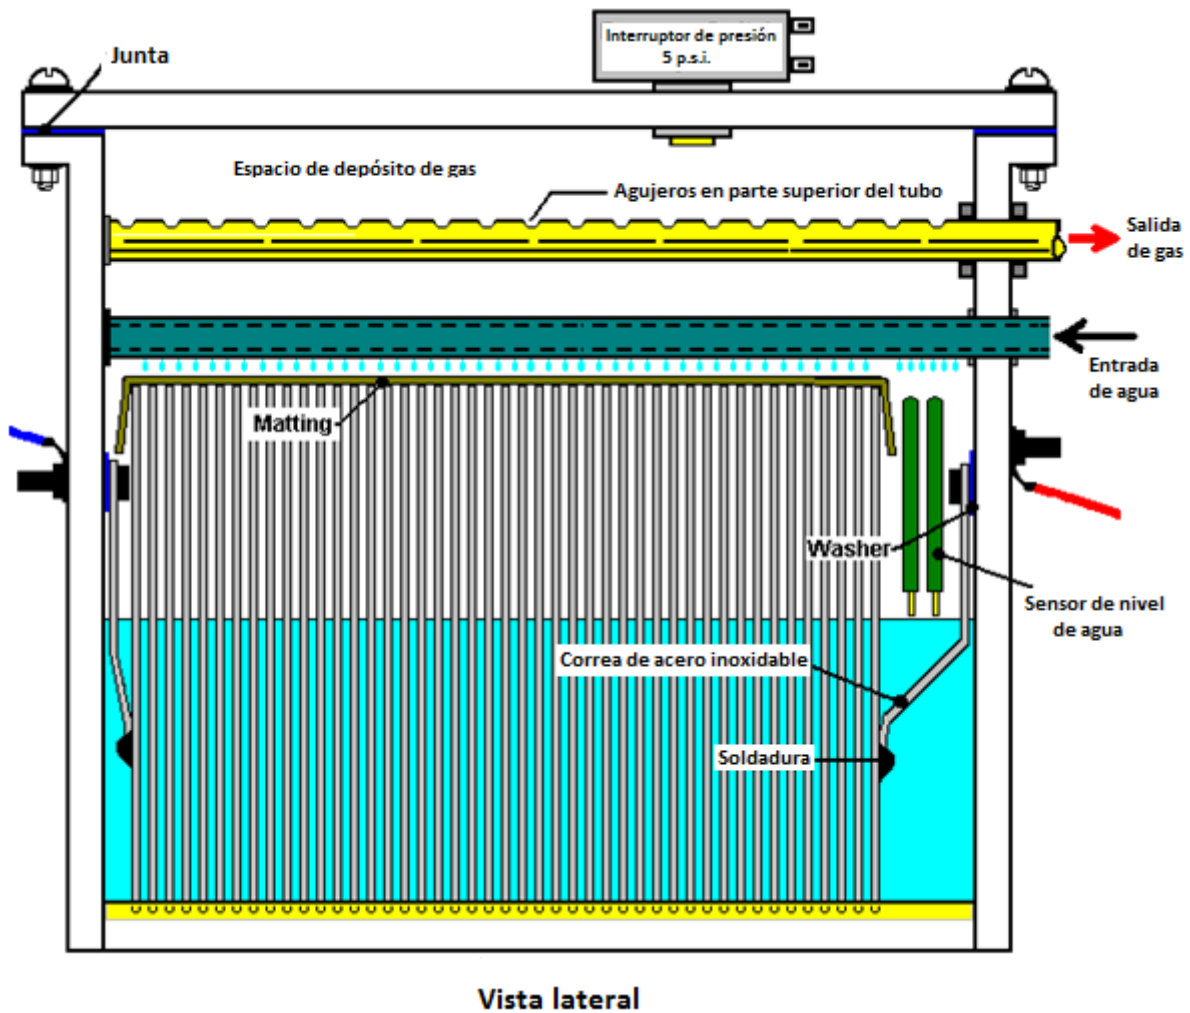 Interruptor de presión
5 p.s.i.
Junta
Espacio de depósito de gas
Agujeros en parte superior del tubo
Salida
de gas
Entrada
de agua
Matting
Washer
Sensor de nivel
de agua
Correa de acero inoxidable
Soldadura
Vista lateral